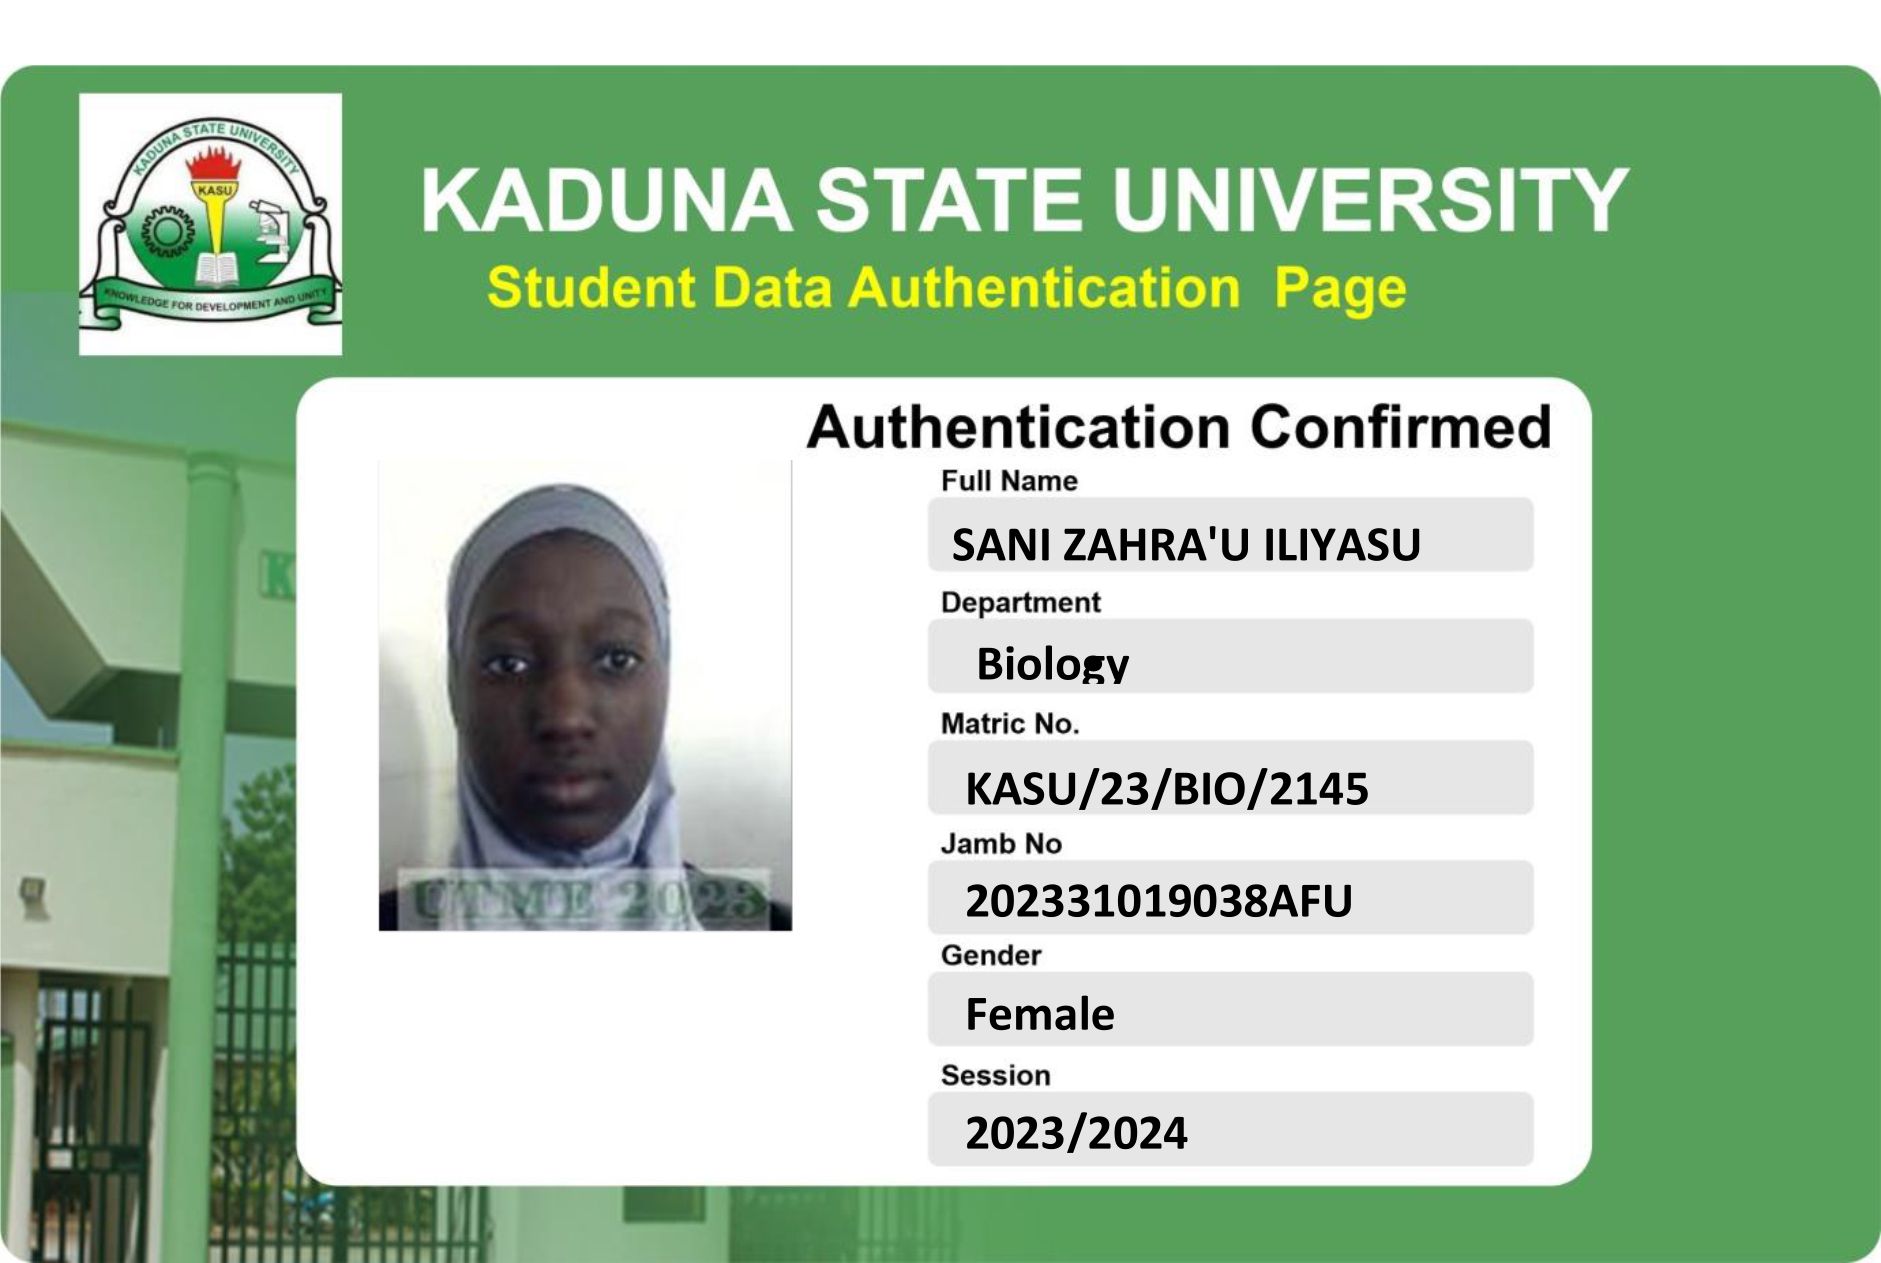 KADUNA STATE UNIVERSITY
KASU
KNOWLEDGE FOR DEVELOPMENT AND UNITY
KADUNA STATE UNIVERSITY
Student Data Authentication Page
Authentication Confirmed
Full Name
SANI ZAHRA'U ILIYASU
Department
Biology
Matric No.
KASU/23/BIO/2145
Jamb No
202331019038AFU
Gender
Female
Session
2023/2024
UTME 2023
K